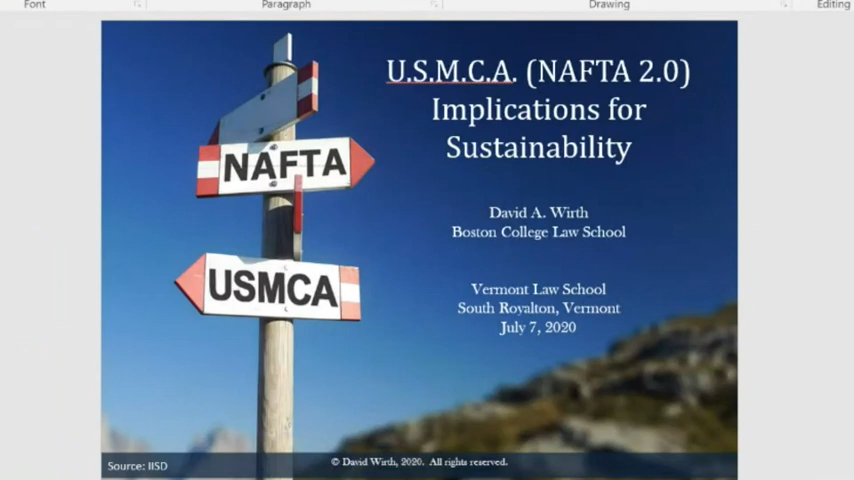 Font
Paragraph
Drawing
Editing
U.S.M.C.A. (NAFTA 2.0)
Implications for
Sustainability
NAFTA
David A. Wirth
Boston College Law School
USMCA
Vermont Law School
South Royalton, Vermont
July 7, 2020
Source: IISD
© David Wirth, 2020. All rights reserved.